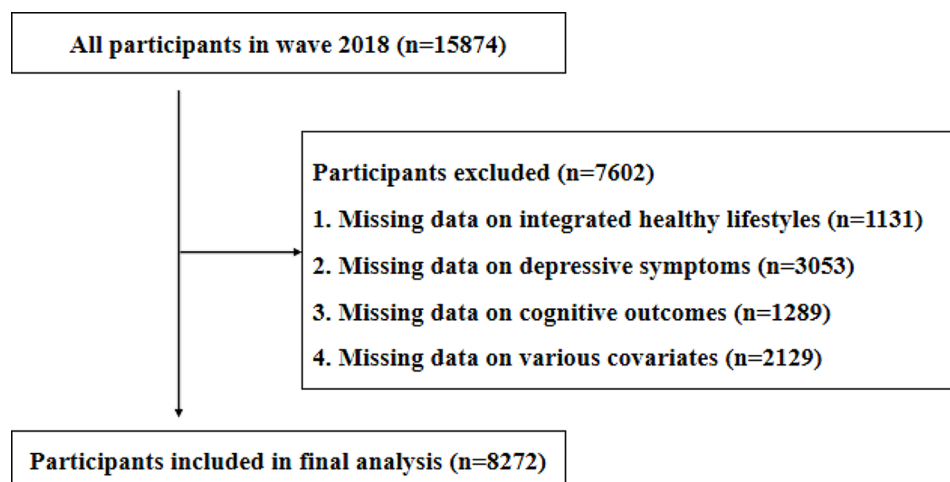 All participants in wave 2018 (n=15874)
Participants excluded (n=7602)
1. Missing data on integrated healthy lifestyles (n=1131)
2. Missing data on depressive symptoms (n=3053)
3. Missing data on cognitive outcomes (n=1289)
4. Missing data on various covariates (n=2129)
Participants included in final analysis (n=8272)